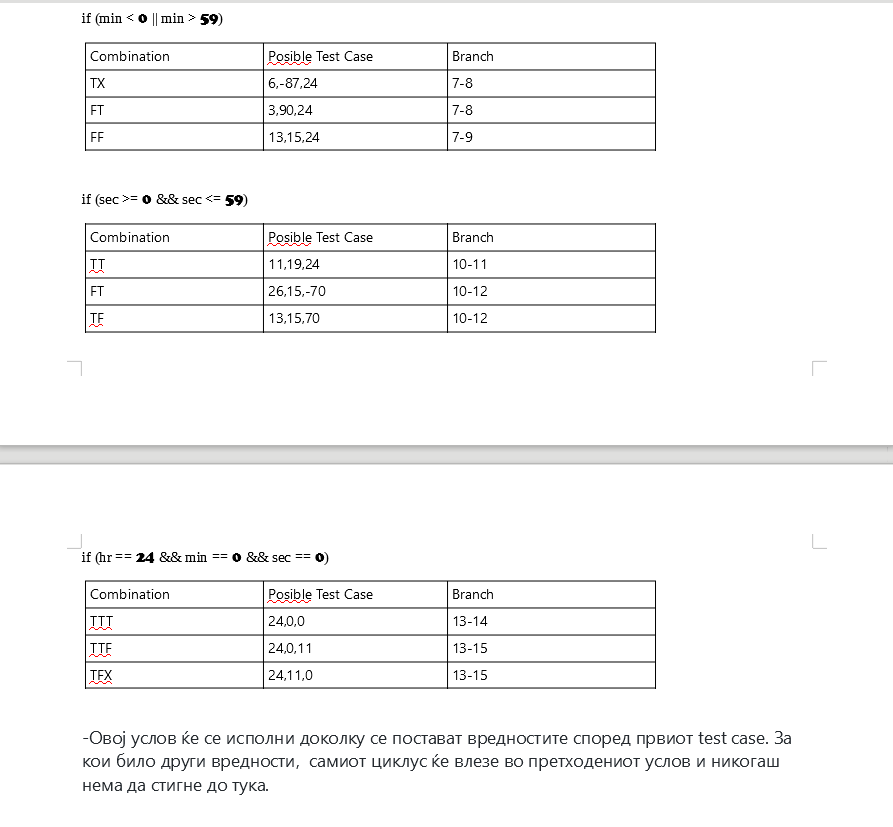 if (min < 0 || min > 59)
Combination Posible Test Case Branch
TX 6,-87,24 7-8
FT 3,90,24 7-8
FF 13,15,24 7-9
if (sec >= 0 && sec <= 59)
Combination Posible Test Case Branch
TT 11,19,24 10-11
FT 26,15,-70 10-12
TF 13,15,70 10-12
if (hr == 24 && min == 0 && sec == 0)
Combination Posible Test Case Branch
TTT 24,0,0 13-14
TTF 24,0,11 13-15
TFX 24,11,0 13-15
-Овој услов ќе се исполни доколку се постават вредностите според првиот test case. За
кои било други вредности, самиот циклус ќе влезе во претходениот услов и никогаш
нема да стигне до тука.